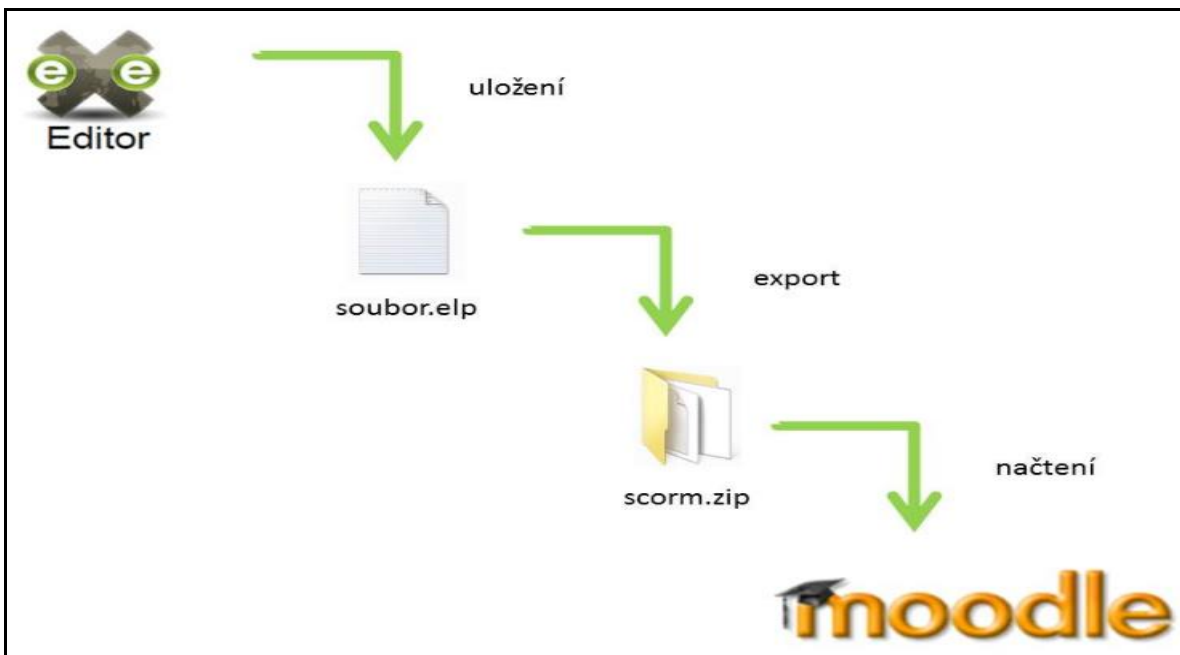 e e
Editor
uložení
soubor.elp
export
scorm.zip
načtení
moodle